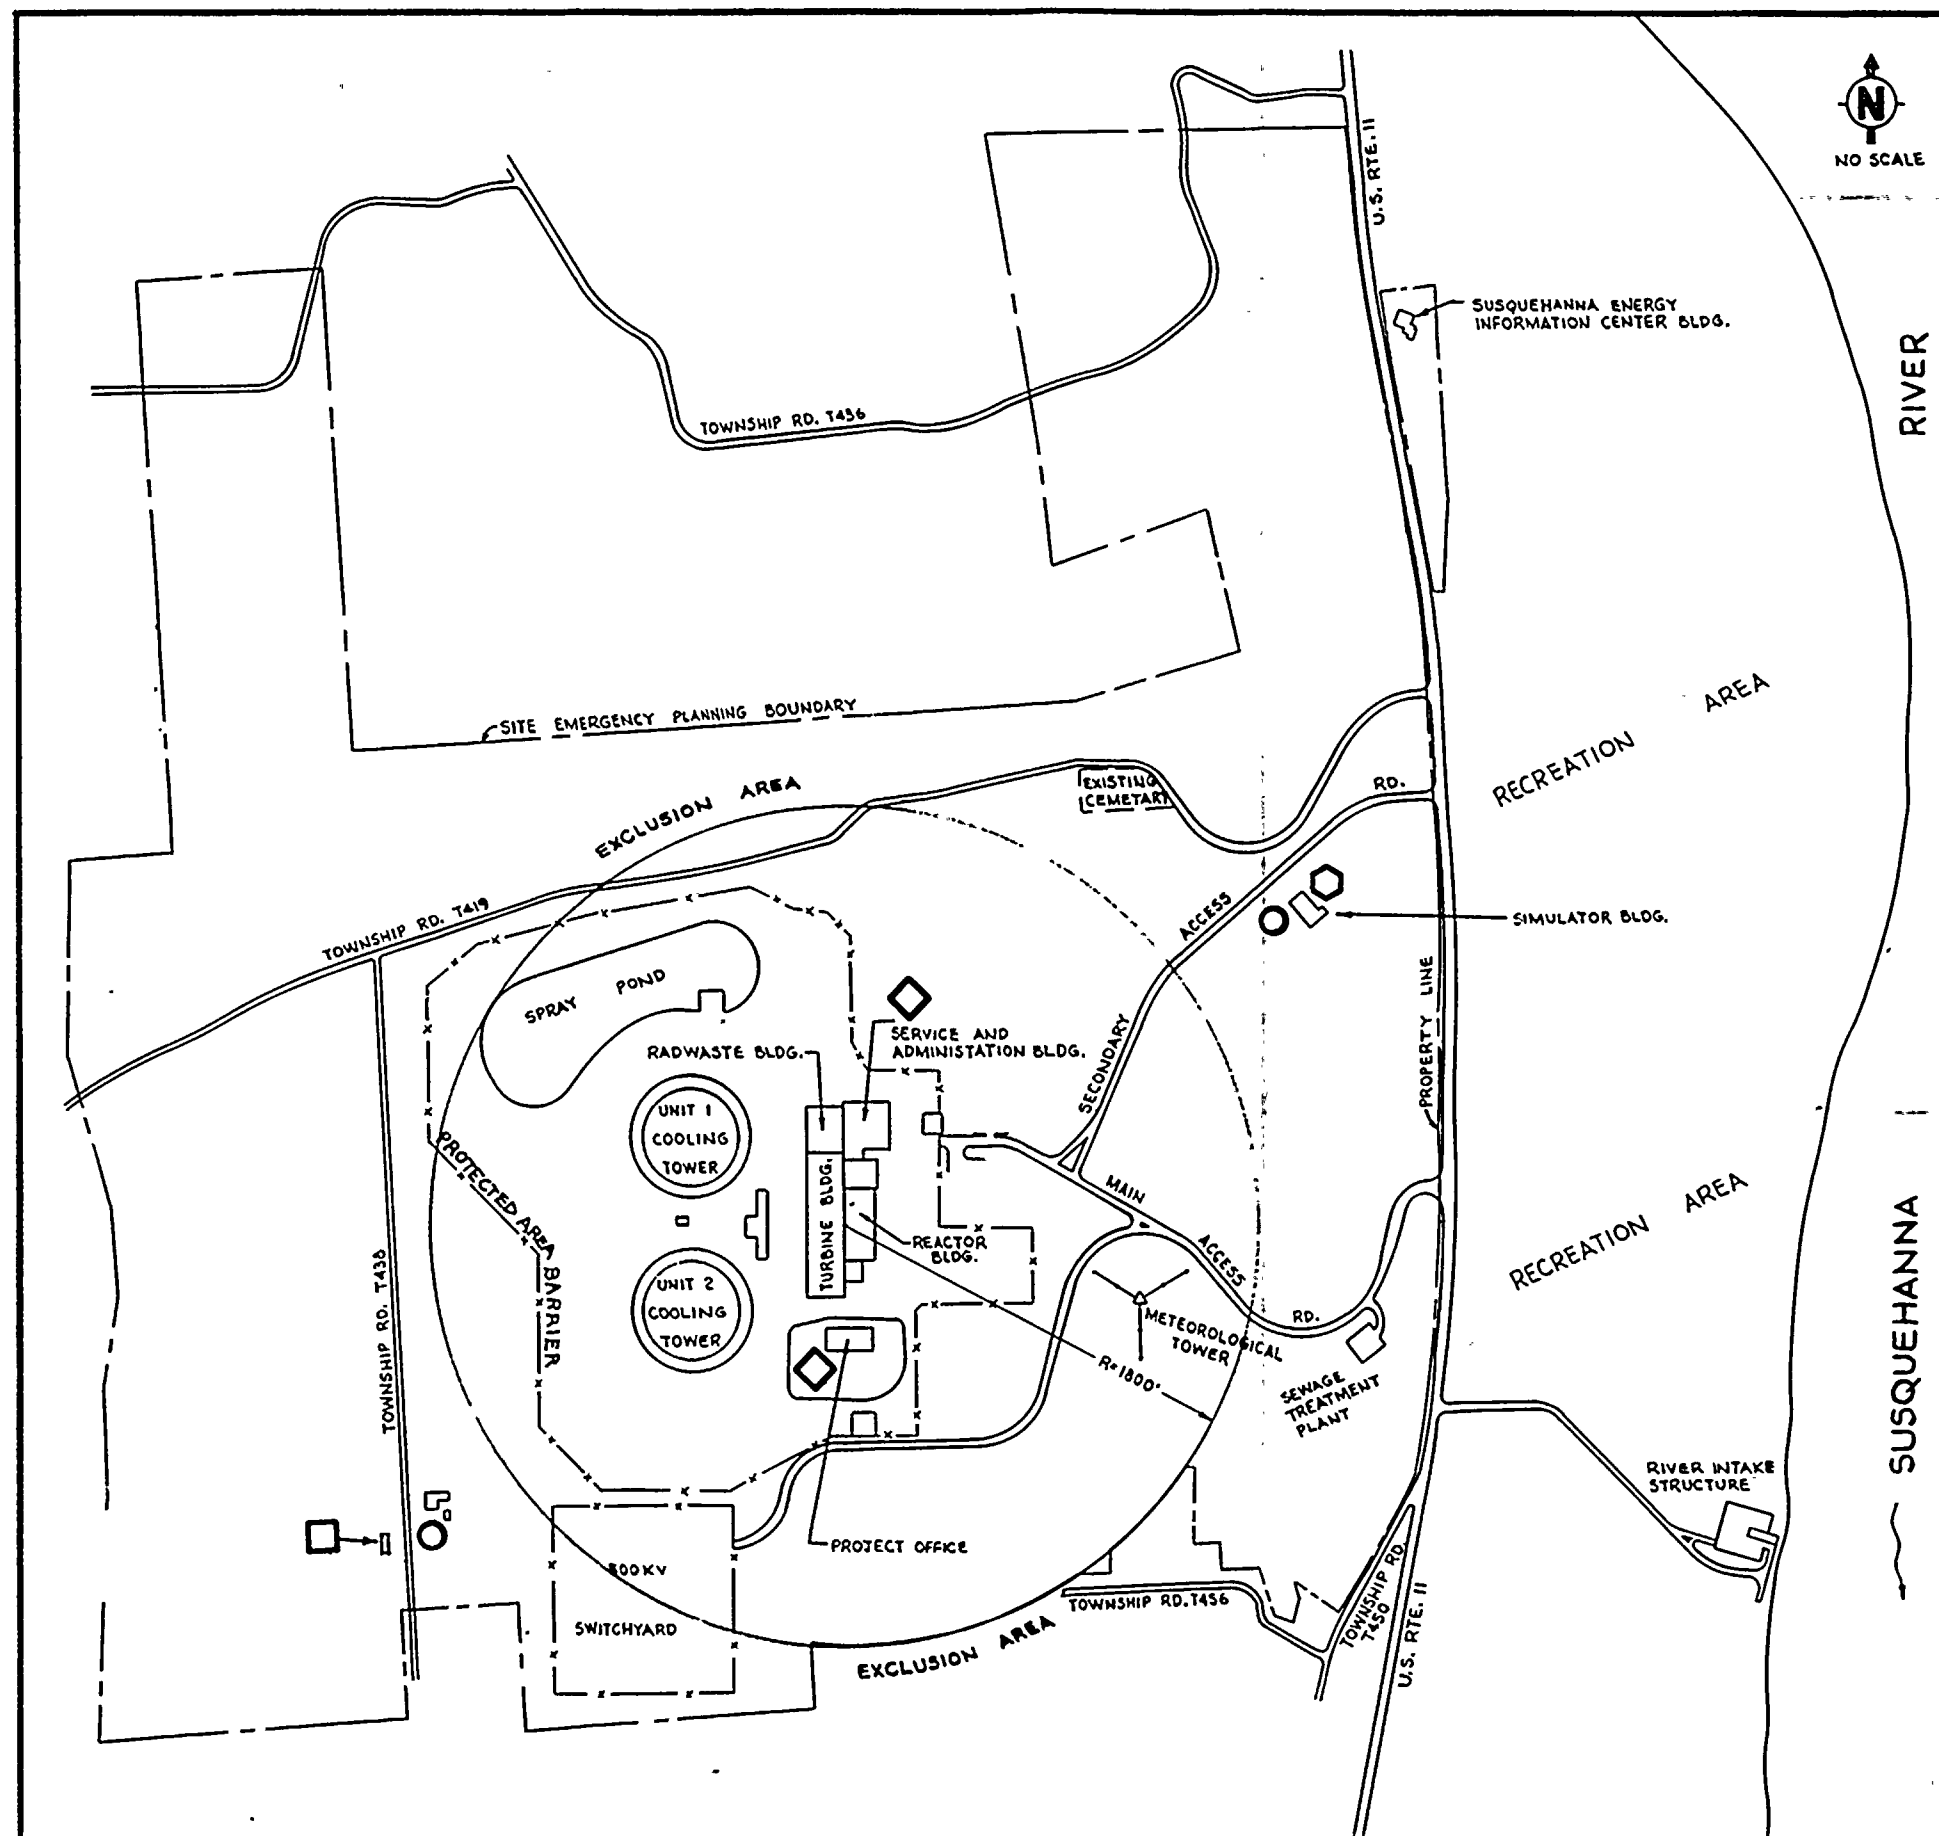 N
NO SCALE
U.S. RTE. 11
SUSQUEHANNA ENERGY
INFORMATION CENTER BLDG.
RIVER
TOWNSHIP RD. T456
SITE EMERGENCY PLANNING BOUNDARY
RECREATION AREA
EXCLUSION AREA
EXISTING
CEMETARY
RD.
ACCESS
SECONDARY
SIMULATOR BLDG.
TOWNSHIP RD. T419
SPRAY POND
PROPERTY LINE
SERVICE AND
ADMINISTATION BLDG.
RADWASTE BLDG.
UNIT 1
COOLING
TOWER
PROTECTED AREA BARRIER
TURBINE BLDG.
REACTOR
BLDG.
MAIN
ACCESS
RD.
RECREATION AREA
SUSQUEHANNA
TOWNSHIP RD. T438
UNIT 2
COOLING
TOWER
METEOROLOGICAL
TOWER
R=1800'
SEWAGE
TREATMENT
PLANT
RIVER INTAKE
STRUCTURE
PROJECT OFFICE
500KV
SWITCHYARD
TOWNSHIP RD. T456
TOWNSHIP RD.
T450
U.S. RTE. 11
EXCLUSION AREA